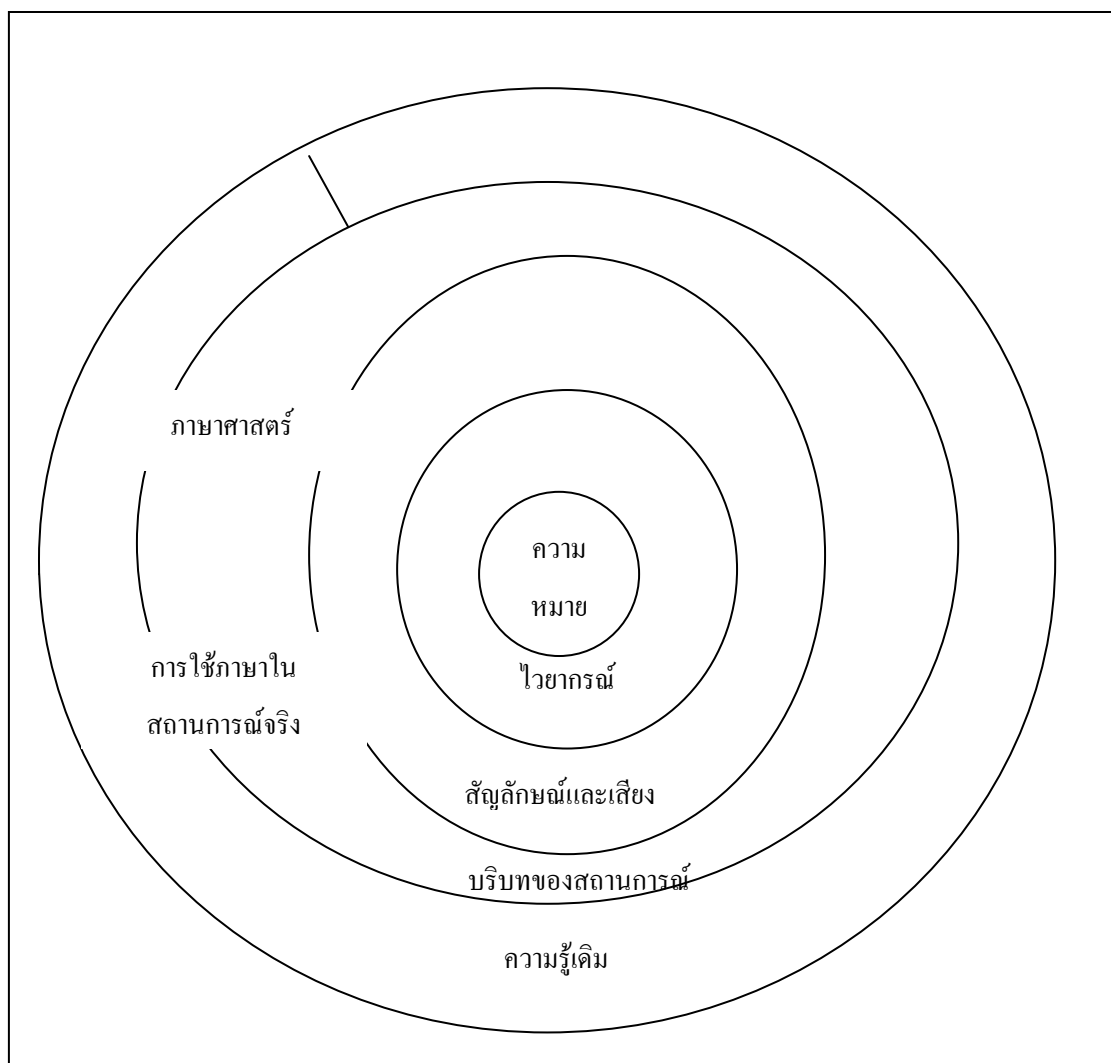 ภาษาศาสตร์
ความ
หมาย
การใช้ภาษาใน
สถานการณ์จริง
ไวยากรณ์
สัญลักษณ์และเสียง
บริบทของสถานการณ์
ความรู้เดิม